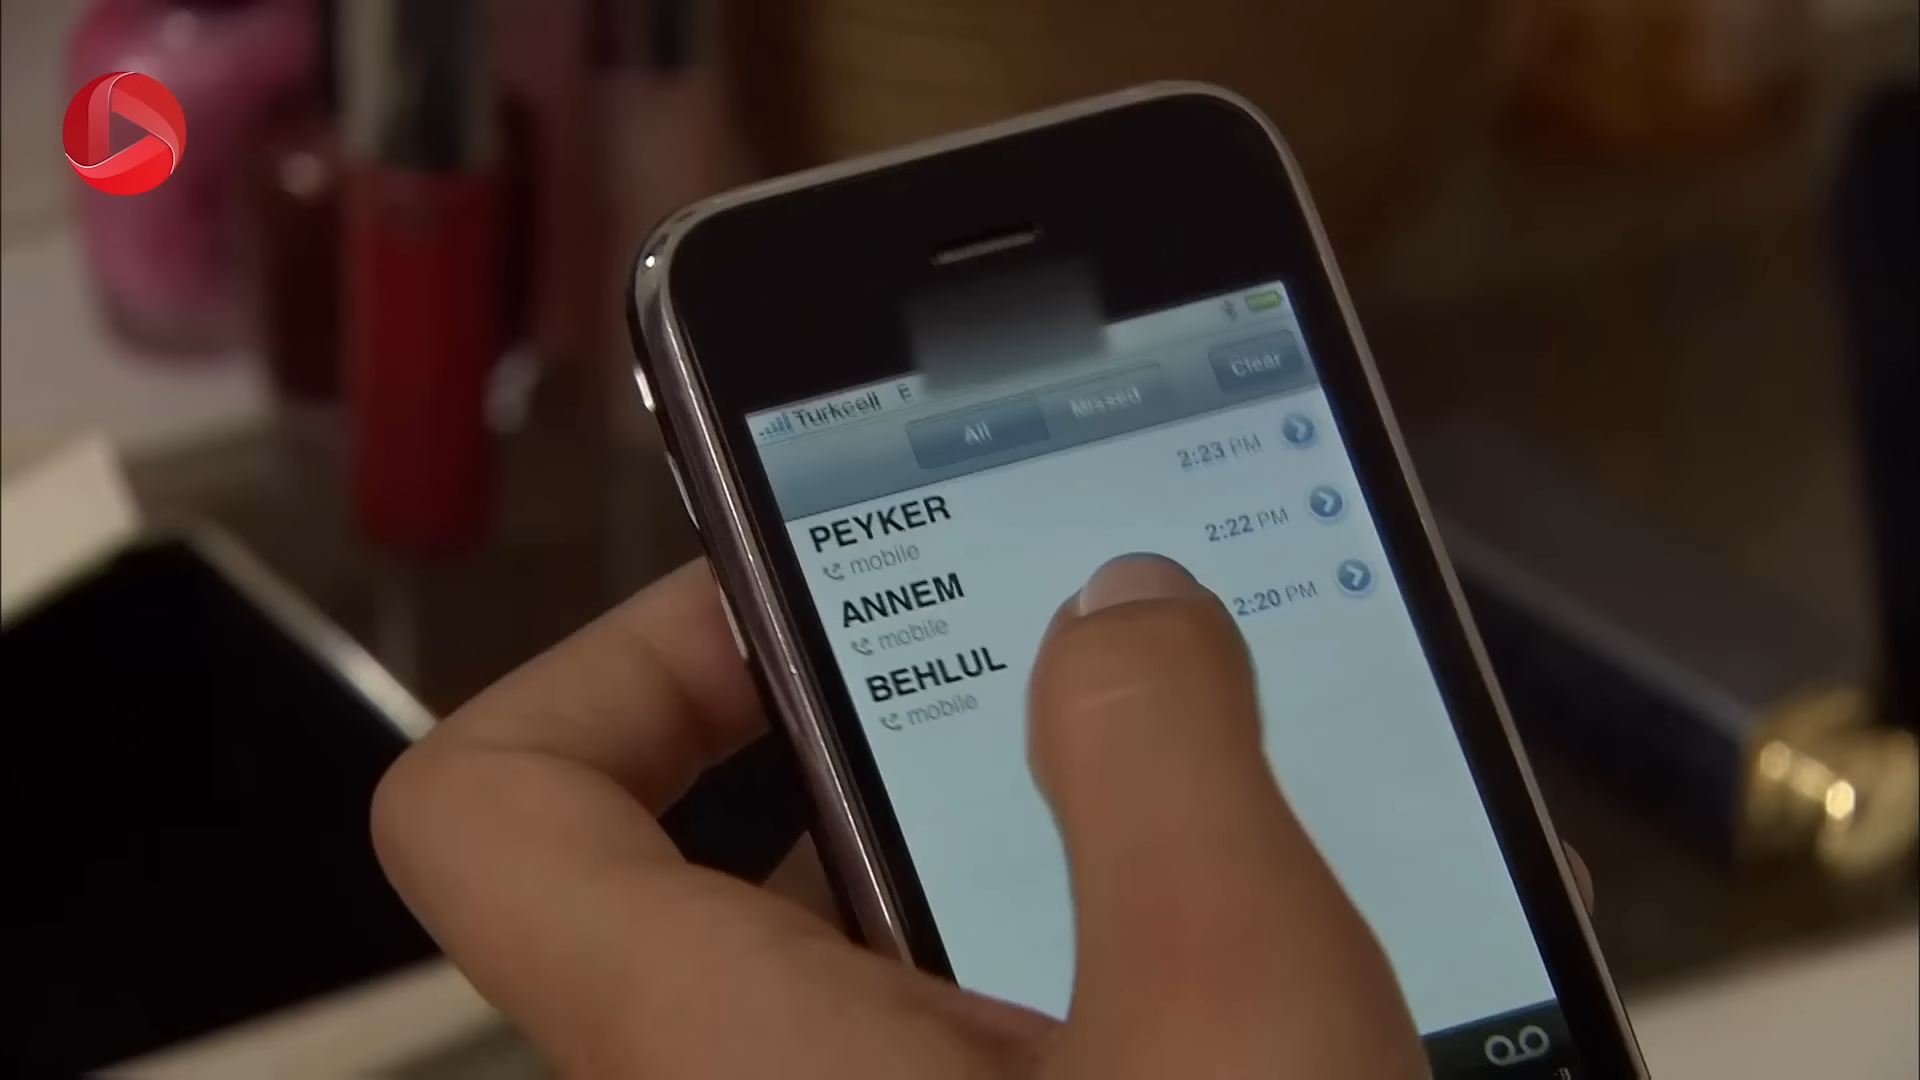 Turkcell E
All Missed Clear
PEYKER 2:23 PM
mobile
ANNEM 2:22 PM
mobile
BEHLUL 2:20 PM
mobile